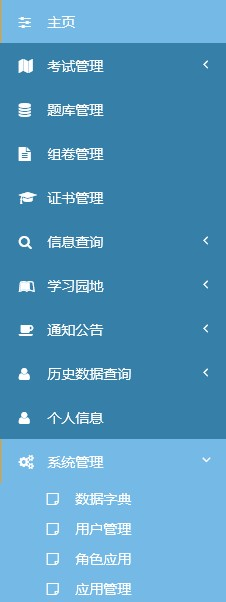 主页
考试管理
题库管理
组卷管理
证书管理
信息查询
学习园地
通知公告
历史数据查询
个人信息
系统管理
数据字典
用户管理
角色应用
应用管理